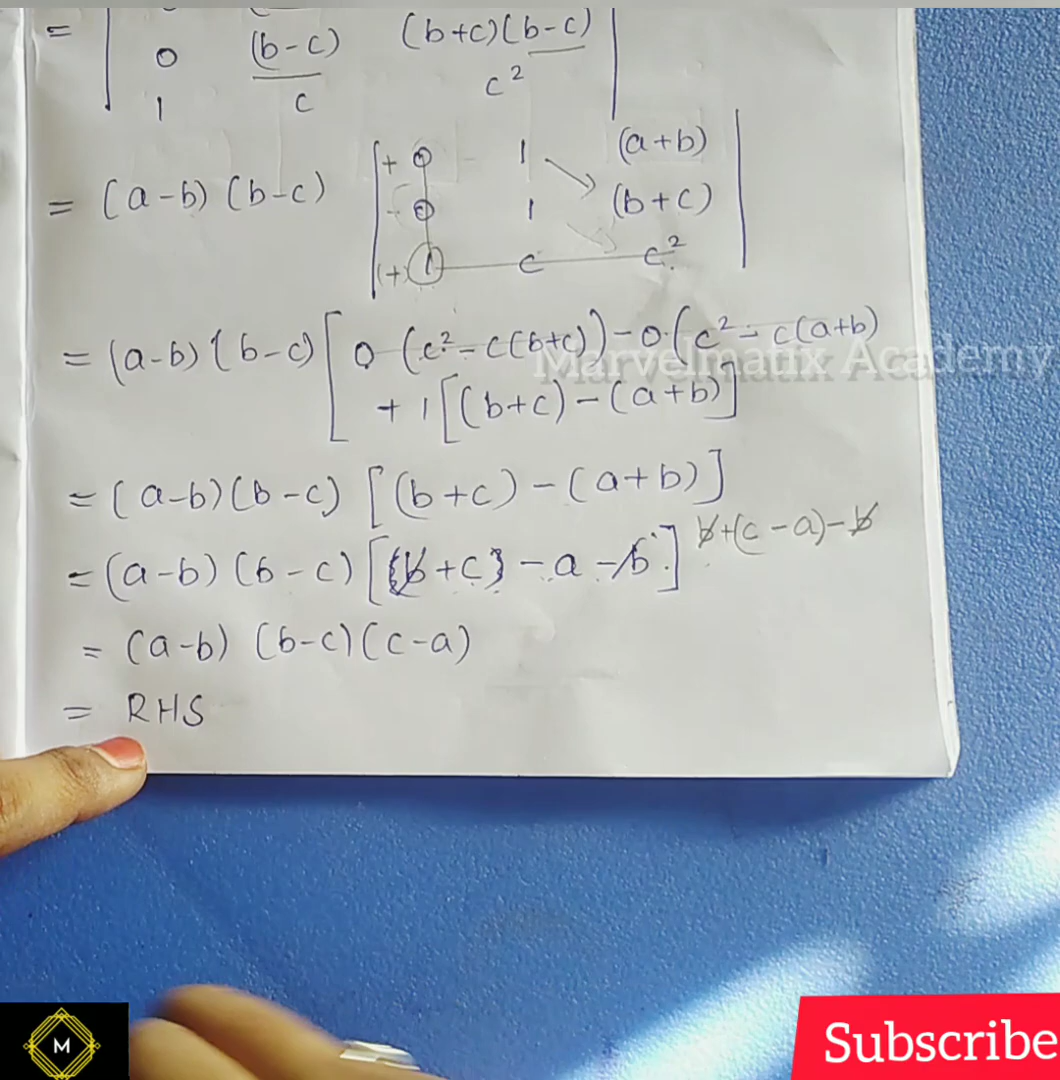 = | 0 (b-c) (b+c)(b-c) |
1 c c²
| + 0 1 (a+b) |
= (a-b) (b-c) | - 0 1 (b+c) |
| (+) 1 c c² |
= (a-b) (b-c) [ 0 (c² - c(b+c)) - 0·(c² - c(a+b)
+ 1 [(b+c) - (a+b)]
Marvelmatix Academy
= (a-b) (b-c) [(b+c) - (a+b)]
= (a-b) (b-c) [{b+c} - a - b] b+(c-a)-b
= (a-b) (b-c) (c-a)
= RHS
M
Subscribe